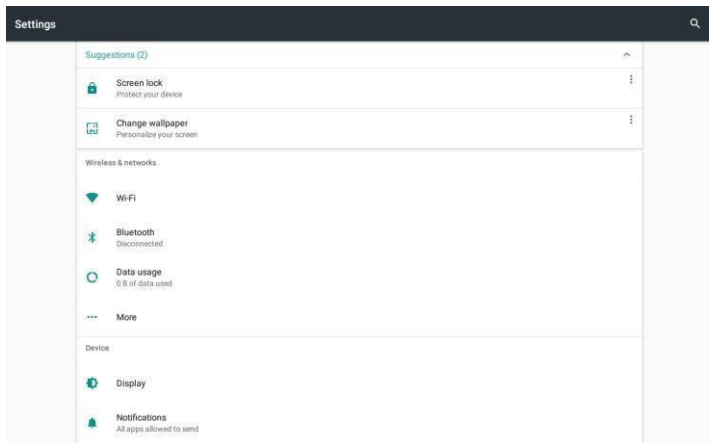 Settings
Suggestions (2)
Screen lock
Protect your device
Change wallpaper
Personalize your screen
Wireless & networks
Wi-Fi
Bluetooth
Disconnected
Data usage
0 B of data used
More
Device
Display
Notifications
All apps allowed to send